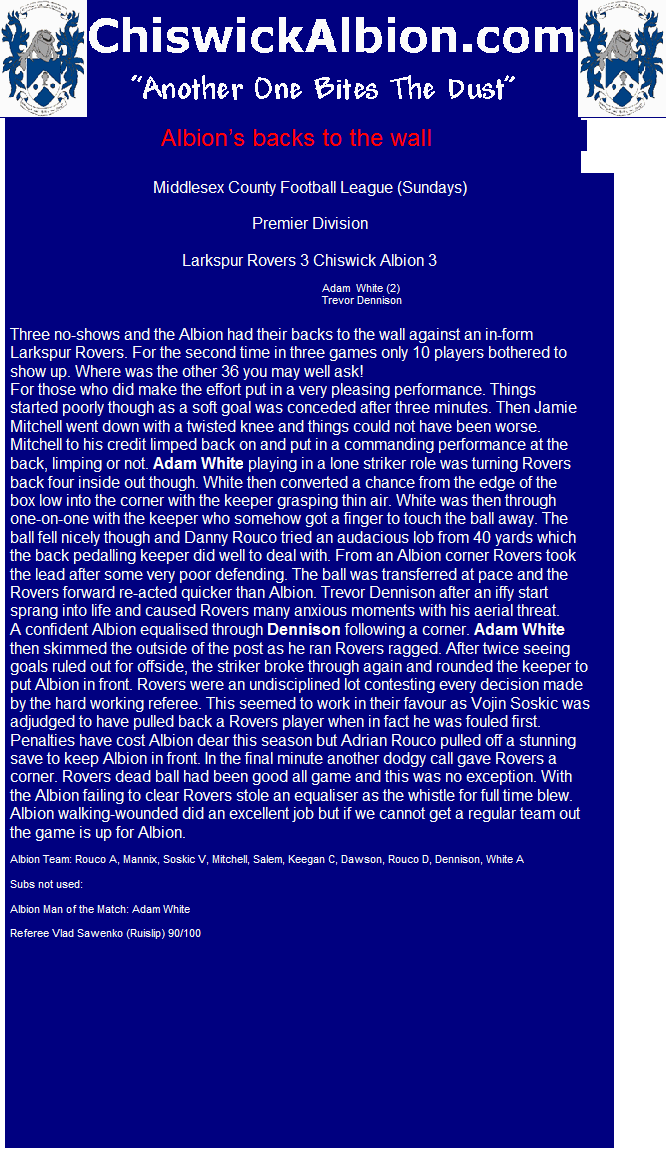 ChiswickAlbion.com
“Another One Bites The Dust”
Albion’s backs to the wall
Middlesex County Football League (Sundays)
Premier Division
Larkspur Rovers 3 Chiswick Albion 3
Adam White (2)
Trevor Dennison
Three no-shows and the Albion had their backs to the wall against an in-form
Larkspur Rovers. For the second time in three games only 10 players bothered to
show up. Where was the other 36 you may well ask!
For those who did make the effort put in a very pleasing performance. Things
started poorly though as a soft goal was conceded after three minutes. Then Jamie
Mitchell went down with a twisted knee and things could not have been worse.
Mitchell to his credit limped back on and put in a commanding performance at the
back, limping or not. Adam White playing in a lone striker role was turning Rovers
back four inside out though. White then converted a chance from the edge of the
box low into the corner with the keeper grasping thin air. White was then through
one-on-one with the keeper who somehow got a finger to touch the ball away. The
ball fell nicely though and Danny Rouco tried an audacious lob from 40 yards which
the back pedalling keeper did well to deal with. From an Albion corner Rovers took
the lead after some very poor defending. The ball was transferred at pace and the
Rovers forward re-acted quicker than Albion. Trevor Dennison after an iffy start
sprang into life and caused Rovers many anxious moments with his aerial threat.
A confident Albion equalised through Dennison following a corner. Adam White
then skimmed the outside of the post as he ran Rovers ragged. After twice seeing
goals ruled out for offside, the striker broke through again and rounded the keeper to
put Albion in front. Rovers were an undisciplined lot contesting every decision made
by the hard working referee. This seemed to work in their favour as Vojin Soskic was
adjudged to have pulled back a Rovers player when in fact he was fouled first.
Penalties have cost Albion dear this season but Adrian Rouco pulled off a stunning
save to keep Albion in front. In the final minute another dodgy call gave Rovers a
corner. Rovers dead ball had been good all game and this was no exception. With
the Albion failing to clear Rovers stole an equaliser as the whistle for full time blew.
Albion walking-wounded did an excellent job but if we cannot get a regular team out
the game is up for Albion.
Albion Team: Rouco A, Mannix, Soskic V, Mitchell, Salem, Keegan C, Dawson, Rouco D, Dennison, White A
Subs not used:
Albion Man of the Match: Adam White
Referee Vlad Sawenko (Ruislip) 90/100